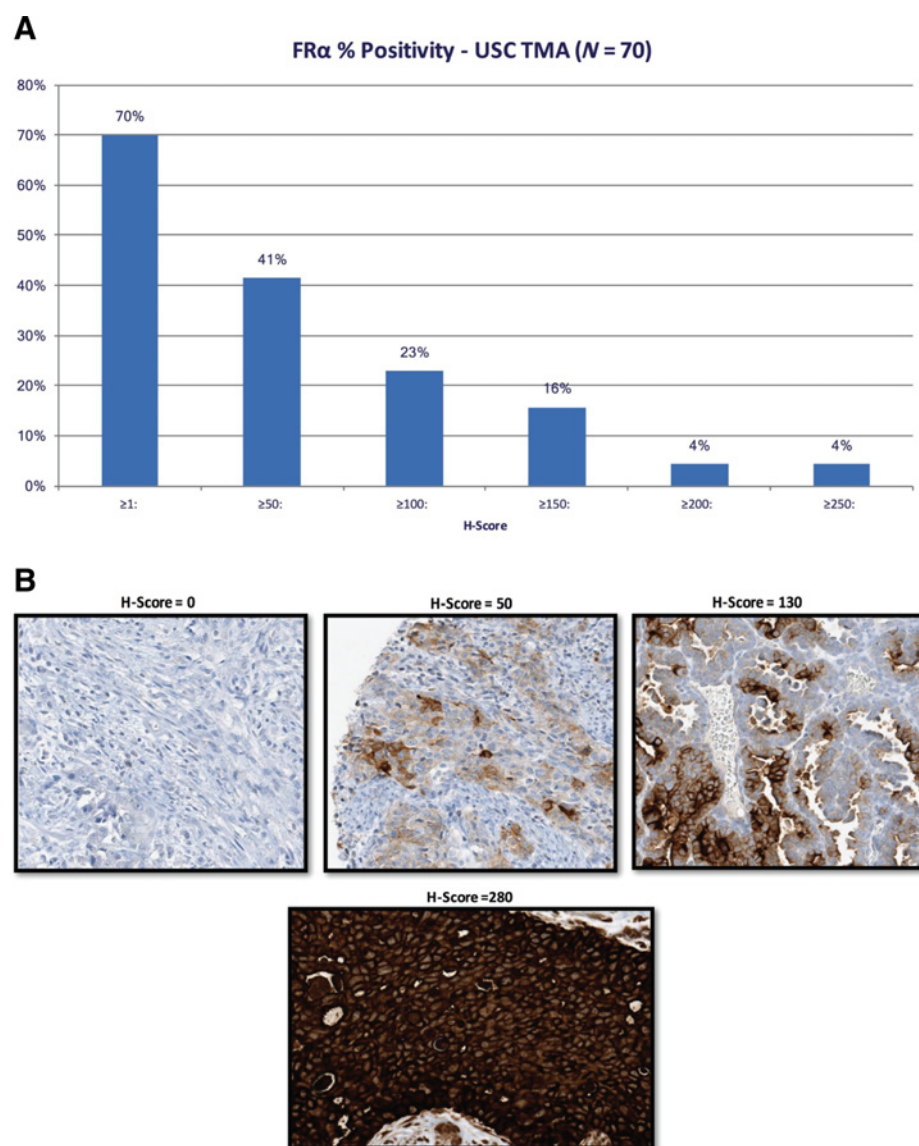 A
FRα % Positivity - USC TMA (N = 70)
80%
70%
60%
50%
40%
30%
20%
10%
0%
70%
41%
23%
16%
4%
4%
≥1:
≥50:
≥100:
≥150:
≥200:
≥250:
H-Score
B
H-Score = 0
H-Score = 50
H-Score = 130
H-Score =280